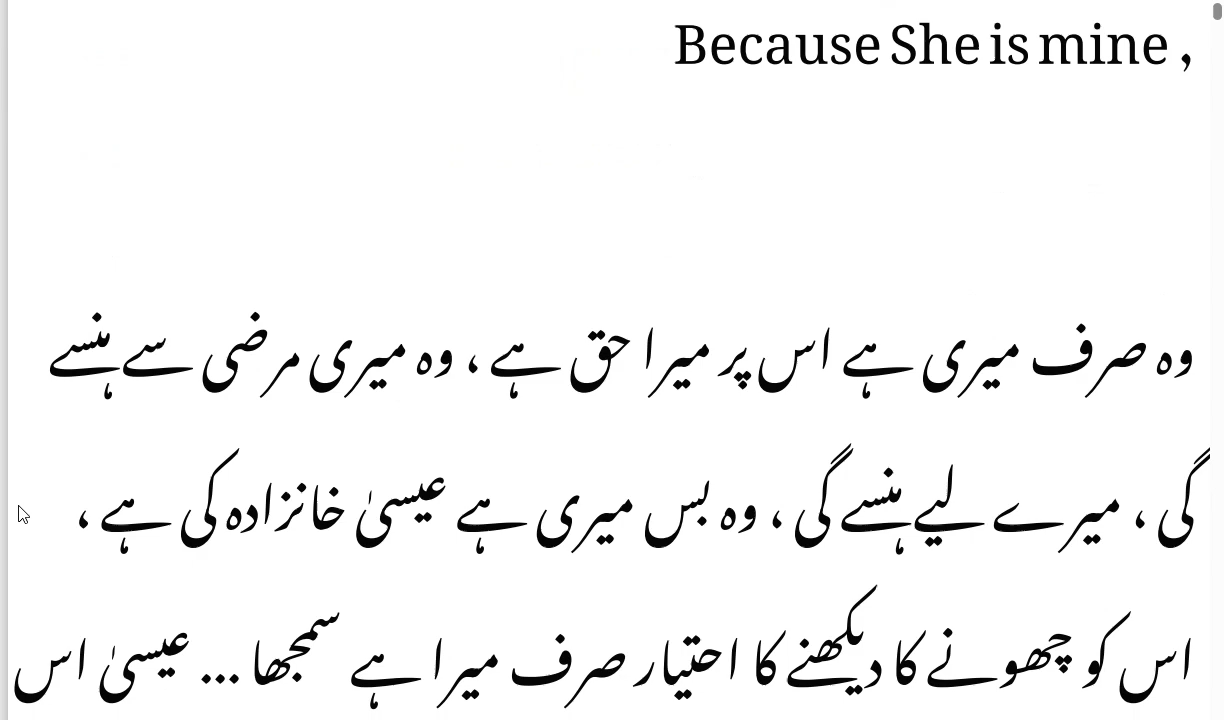 Because She is mine ,
وہ صرف میری ہے اس پر میرا حق ہے ، وہ میری مرضی سے ہنسے
گی ، میرے لیے ہنسے گی ، وہ بس میری ہے عیسیٰ خانزادہ کی ہے ،
اس کو چھونے کا دیکھنے کا احتیار صرف میرا ہے سمجھا ... عیسیٰ اس